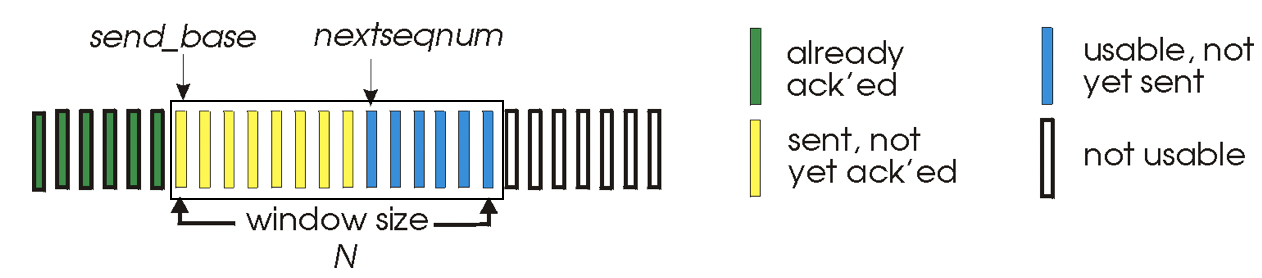 send_base
nextseqnum
window size
N
already
ack'ed
sent, not
yet ack'ed
usable, not
yet sent
not usable